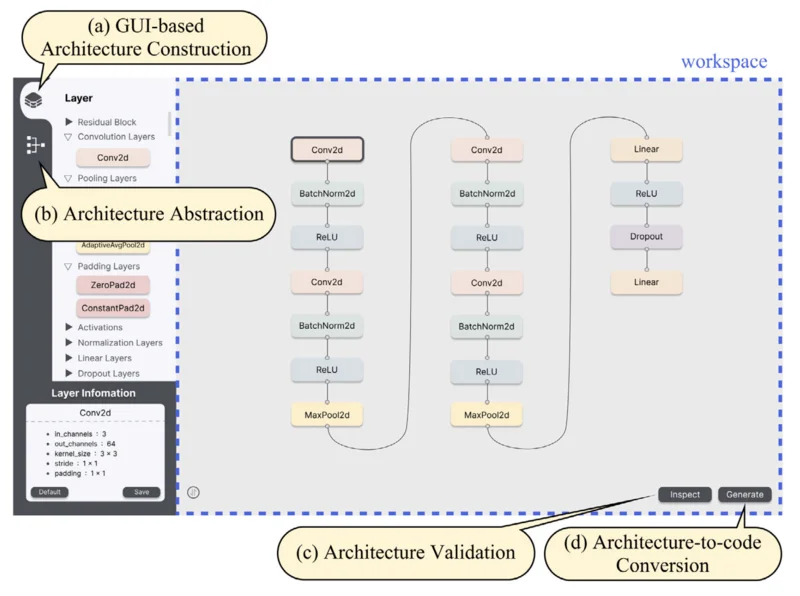 (a) GUI-based
Architecture Construction
workspace
Layer
Residual Block
Convolution Layers
Conv2d
Pooling Layers
(b) Architecture Abstraction
AdaptiveAvgPool2d
Padding Layers
ZeroPad2d
ConstantPad2d
Activations
Normalization Layers
Linear Layers
Dropout Layers
Layer Infomation
Conv2d
• in_channels : 3
• out_channels : 64
• kernel_size : 3 × 3
• stride : 1 × 1
• padding : 1 × 1
Default
Save
Conv2d
BatchNorm2d
ReLU
Conv2d
BatchNorm2d
ReLU
MaxPool2d
Conv2d
BatchNorm2d
ReLU
Conv2d
BatchNorm2d
ReLU
MaxPool2d
Linear
ReLU
Dropout
Linear
Inspect
Generate
(c) Architecture Validation
(d) Architecture-to-code
Conversion